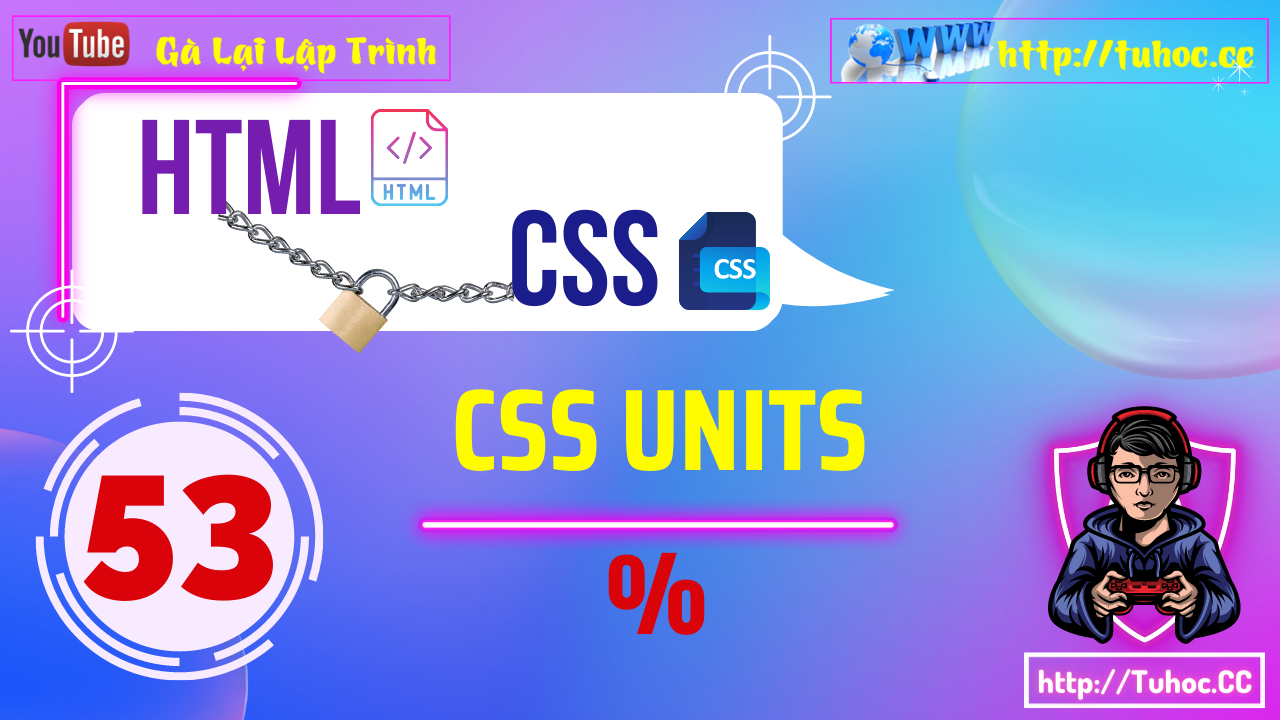 YouTube Gà Lại Lập Trình
WWW http://tuhoc.cc
HTML
</>
HTML
CSS
CSS
CSS UNITS
53
%
http://Tuhoc.CC